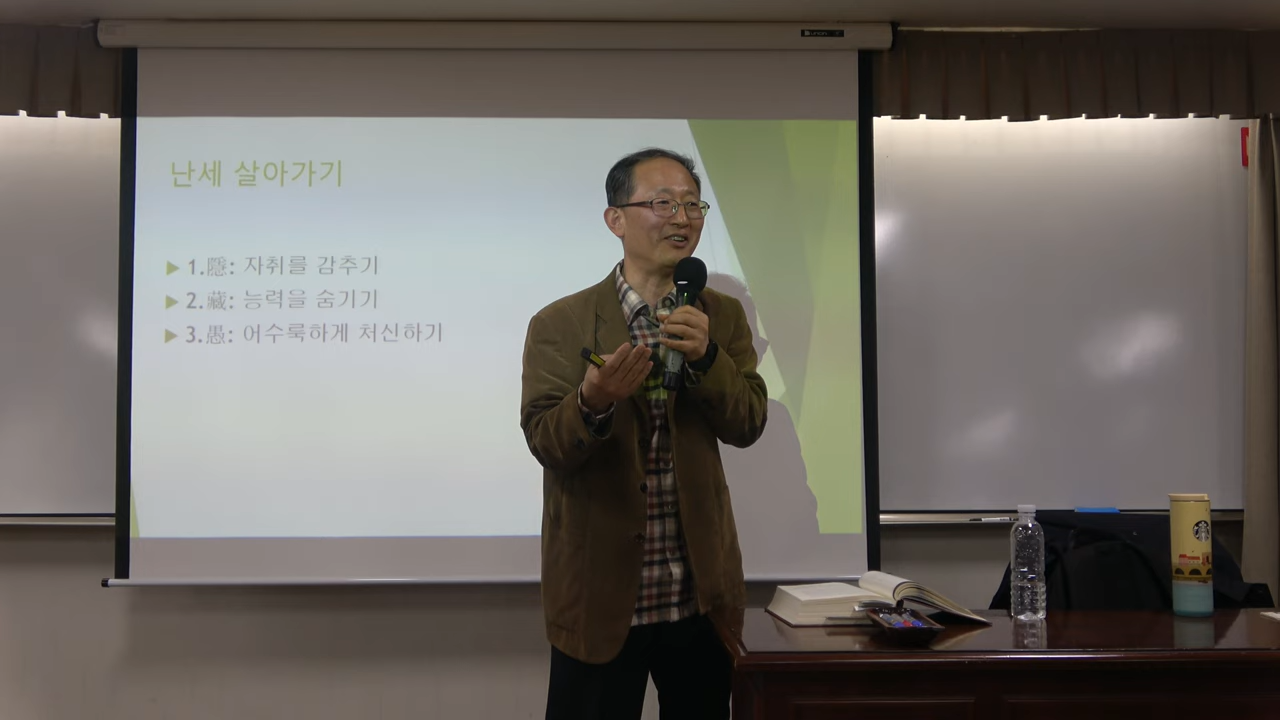 난세 살아가기
1.隱: 자취를 감추기
2.藏: 능력을 숨기기
3.愚: 어수룩하게 처신하기